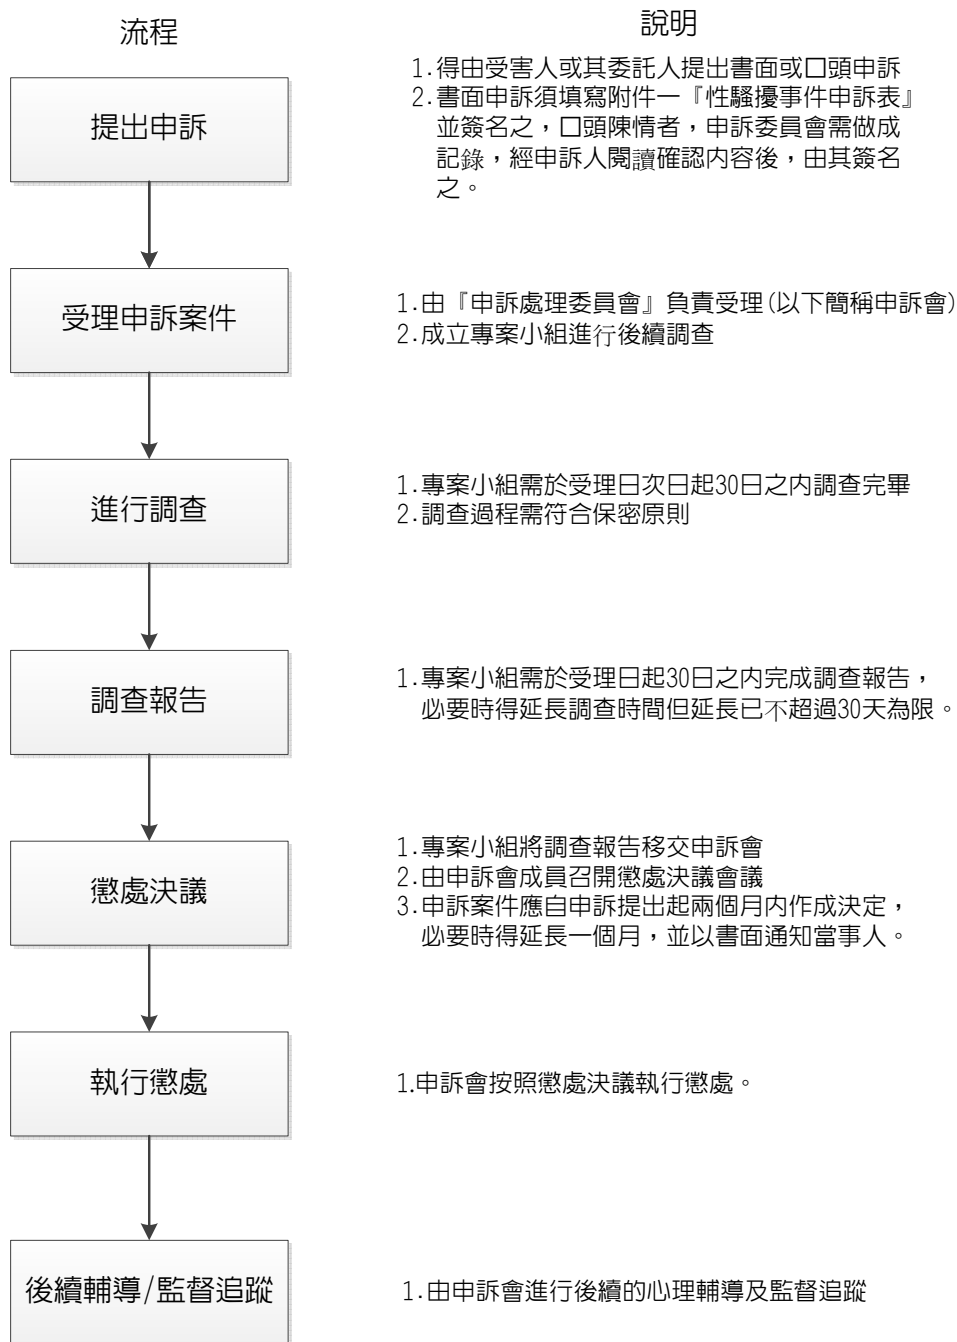 流程
說明
提出申訴
1.得由受害人或其委託人提出書面或口頭申訴
2.書面申訴須填寫附件一『性騷擾事件申訴表』
並簽名之，口頭陳情者，申訴委員會需做成
記錄，經申訴人閱讀確認內容後，由其簽名
之。
受理申訴案件
1.由『申訴處理委員會』負責受理(以下簡稱申訴會)
2.成立專案小組進行後續調查
進行調查
1.專案小組需於受理日次日起30日之內調查完畢
2.調查過程需符合保密原則
調查報告
1.專案小組需於受理日起30日之內完成調查報告，
必要時得延長調查時間但延長已不超過30天為限。
懲處決議
1.專案小組將調查報告移交申訴會
2.由申訴會成員召開懲處決議會議
3.申訴案件應自申訴提出起兩個月內作成決定，
必要時得延長一個月，並以書面通知當事人。
執行懲處
1.申訴會按照懲處決議執行懲處。
後續輔導/監督追蹤
1.由申訴會進行後續的心理輔導及監督追蹤